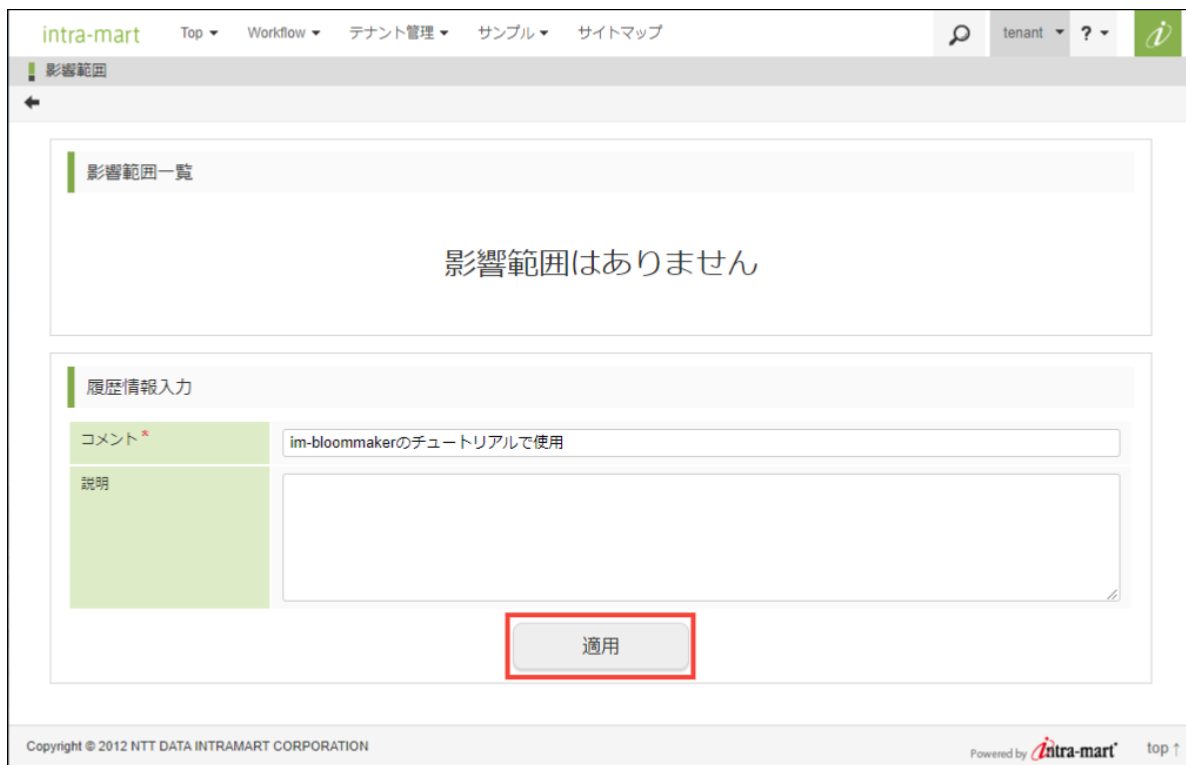 intra-mart Top Workflow テナント管理 サンプル サイトマップ tenant ?
影響範囲
影響範囲一覧
影響範囲はありません
履歴情報入力
コメント*
im-bloommakerのチュートリアルで使用
説明
適用
Copyright © 2012 NTT DATA INTRAMART CORPORATION
Powered by intra-mart
top ↑